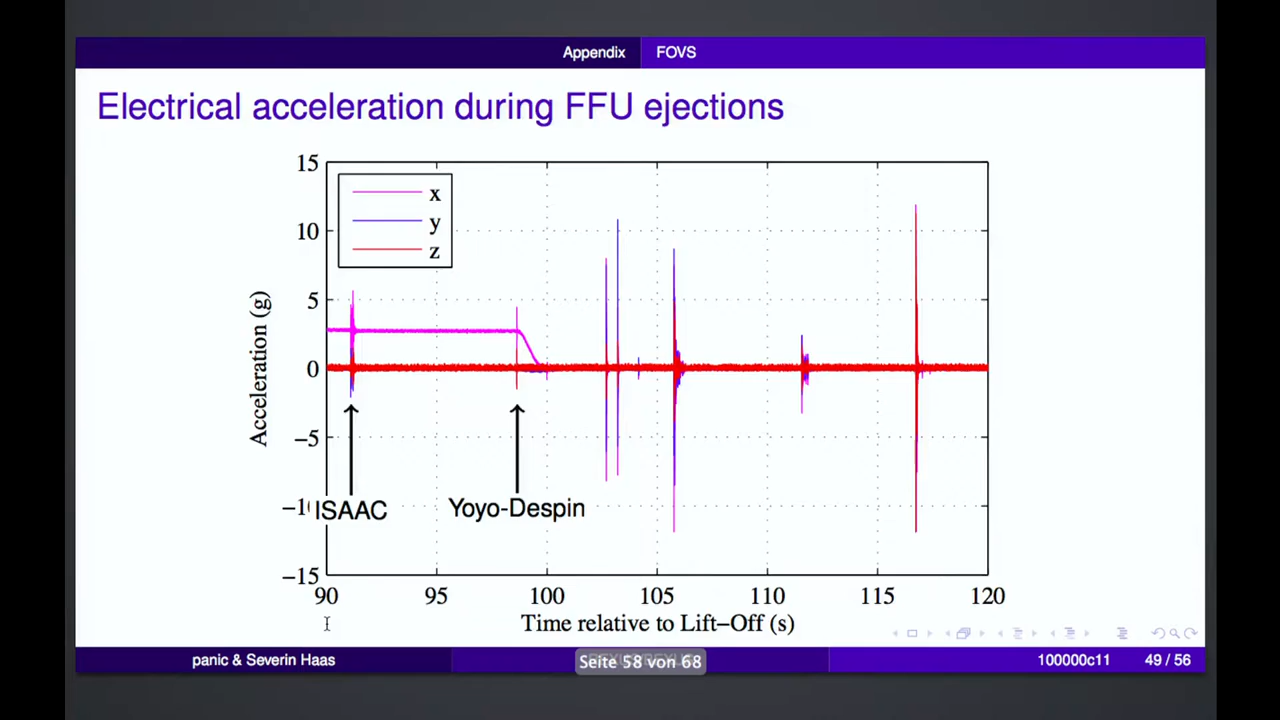 Appendix FOVS
Electrical acceleration during FFU ejections
15
10
5
0
−5
−15
x
y
z
Acceleration (g)
ISAAC
Yoyo-Despin
90 95 100 105 110 115 120
Time relative to Lift−Off (s)
panic & Severin Haas
Seite 58 von 68
100000c11 49 / 56